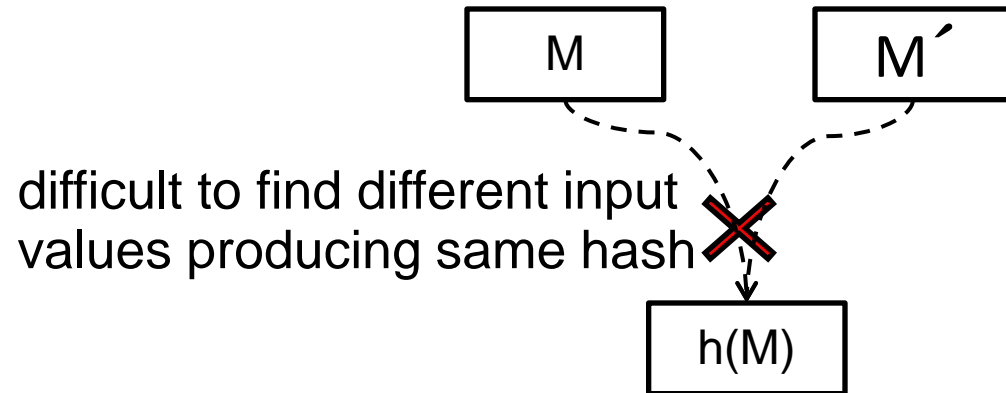 M
M´
difficult to find different input
values producing same hash
h(M)